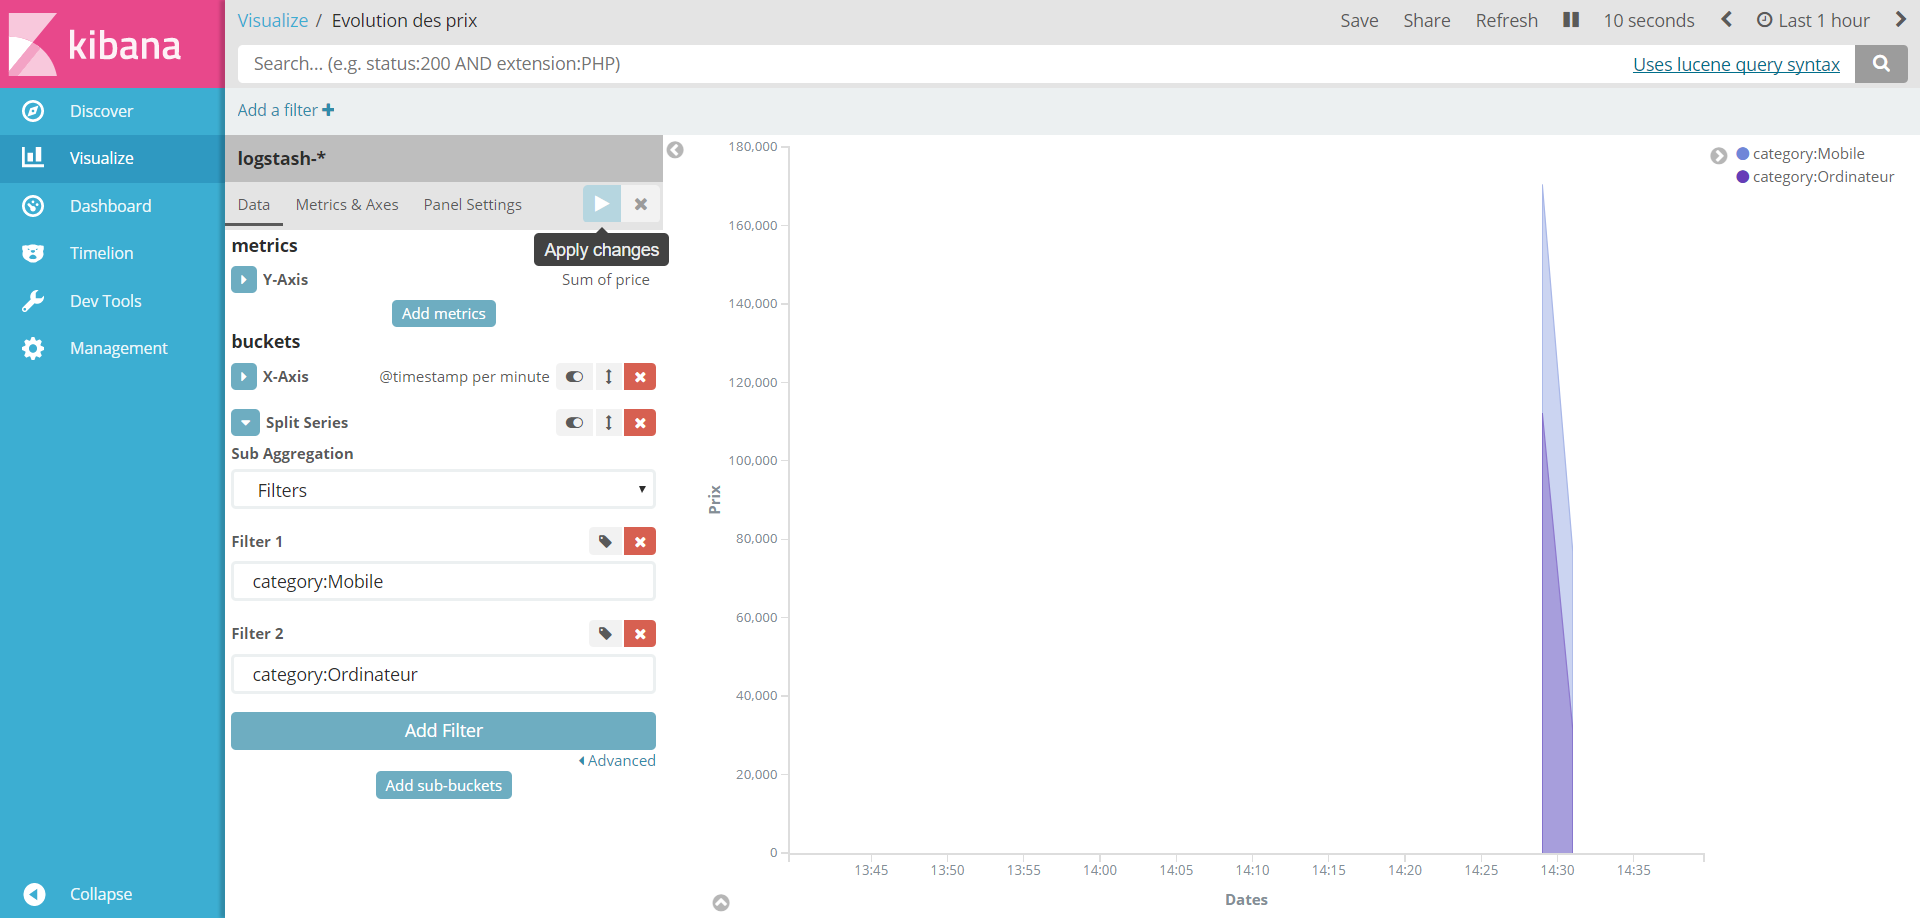 kibana
Discover
Visualize
Dashboard
Timelion
Dev Tools
Management
Collapse
Visualize / Evolution des prix
Save Share Refresh 10 seconds Last 1 hour
Search... (e.g. status:200 AND extension:PHP) Uses lucene query syntax
Add a filter
logstash-*
Data Metrics & Axes Panel Settings
Apply changes
metrics
Y-Axis Sum of price
Add metrics
buckets
X-Axis @timestamp per minute
Split Series
Sub Aggregation
Filters
Filter 1
category:Mobile
Filter 2
category:Ordinateur
Add Filter
Advanced
Add sub-buckets
180,000
160,000
140,000
120,000
100,000
80,000
60,000
40,000
20,000
0
Prix
13:45 13:50 13:55 14:00 14:05 14:10 14:15 14:20 14:25 14:30 14:35
Dates
category:Mobile
category:Ordinateur